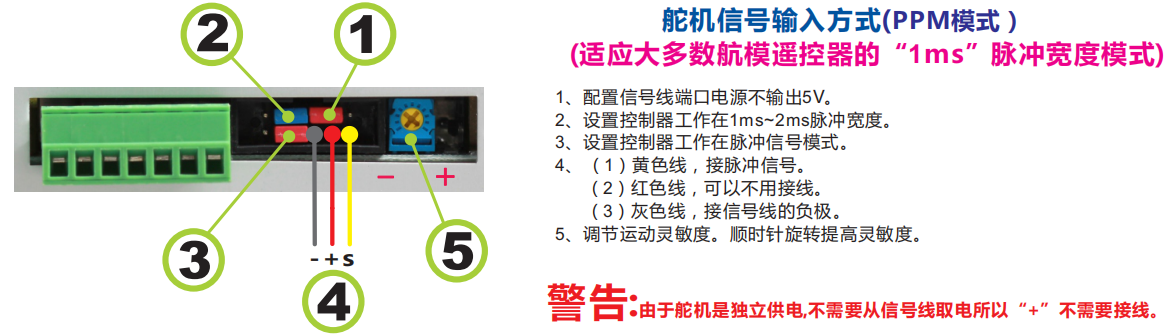 舵机信号输入方式(PPM模式）
(适应大多数航模遥控器的“1ms”脉冲宽度模式)
2
1
1、配置信号线端口电源不输出5V。
2、设置控制器工作在1ms~2ms脉冲宽度。
3、设置控制器工作在脉冲信号模式。
4、（1）黄色线，接脉冲信号。
（2）红色线，可以不用接线。
（3）灰色线，接信号线的负极。
5、调节运动灵敏度。顺时针旋转提高灵敏度。
− +
3
5
-+s
4
警告:由于舵机是独立供电,不需要从信号线取电所以“+”不需要接线。